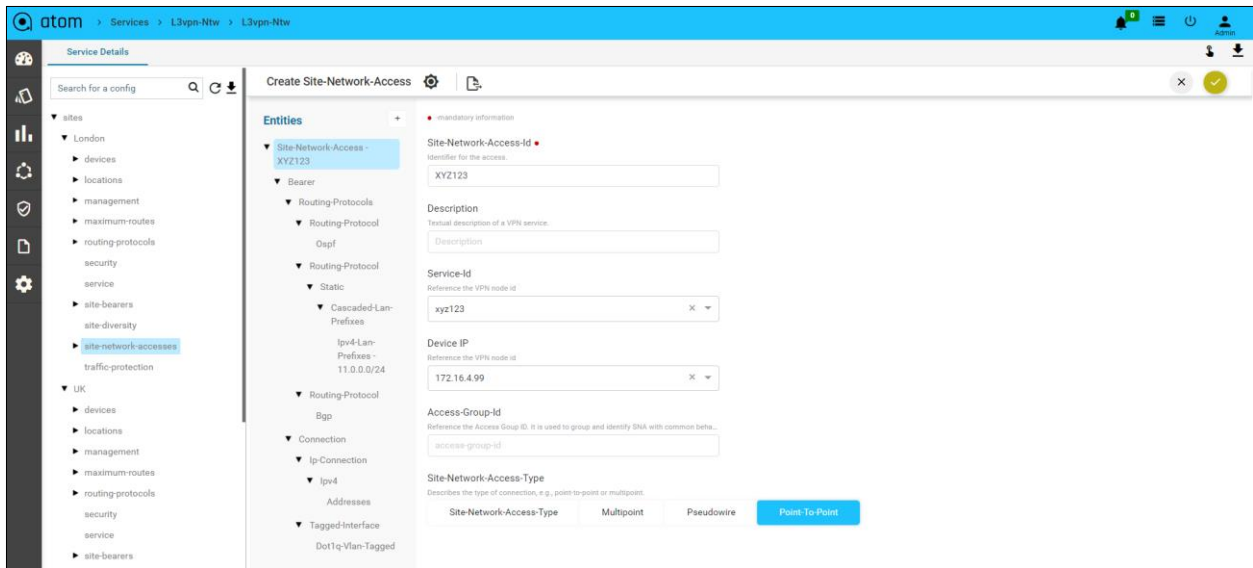 atom > Services > L3vpn-Ntw > L3vpn-Ntw
0
Admin
Service Details
Search for a config
sites
London
devices
locations
management
maximum-routes
routing-protocols
security
service
site-bearers
site-diversity
site-network-accesses
traffic-protection
UK
devices
locations
management
maximum-routes
routing-protocols
security
service
site-bearers
Create Site-Network-Access
Entities
+
Site-Network-Access -
XYZ123
Bearer
Routing-Protocols
Routing-Protocol
Ospf
Routing-Protocol
Static
Cascaded-Lan-
Prefixes
Ipv4-Lan-
Prefixes -
11.0.0.0/24
Routing-Protocol
Bgp
Connection
Ip-Connection
Ipv4
Addresses
Tagged-Interface
Dot1q-Vlan-Tagged
-mandatory information
Site-Network-Access-Id
Identifier for the access.
XYZ123
Description
Textual description of a VPN service.
Description
Service-Id
Reference the VPN node id
xyz123
Device IP
Reference the VPN node id
172.16.4.99
Access-Group-Id
Reference the Access Goup ID. It is used to group and identify SNA with common beha...
access-group-id
Site-Network-Access-Type
Describes the type of connection, e.g., point-to-point or multipoint.
Site-Network-Access-Type Multipoint Pseudowire Point-To-Point